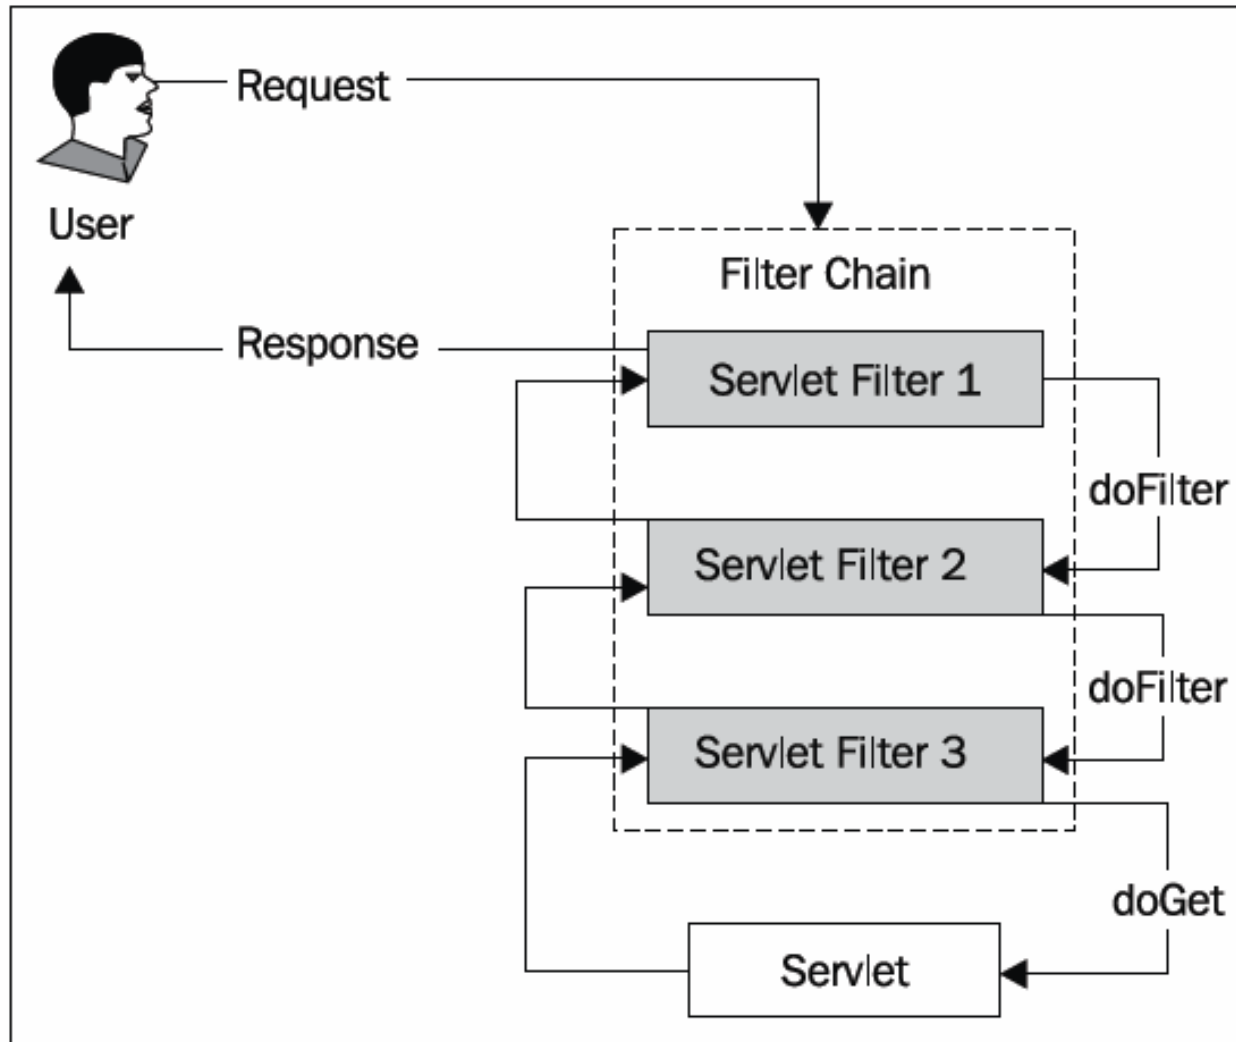 Request
User
Filter Chain
Response
Servlet Filter 1
doFilter
Servlet Filter 2
doFilter
Servlet Filter 3
doGet
Servlet